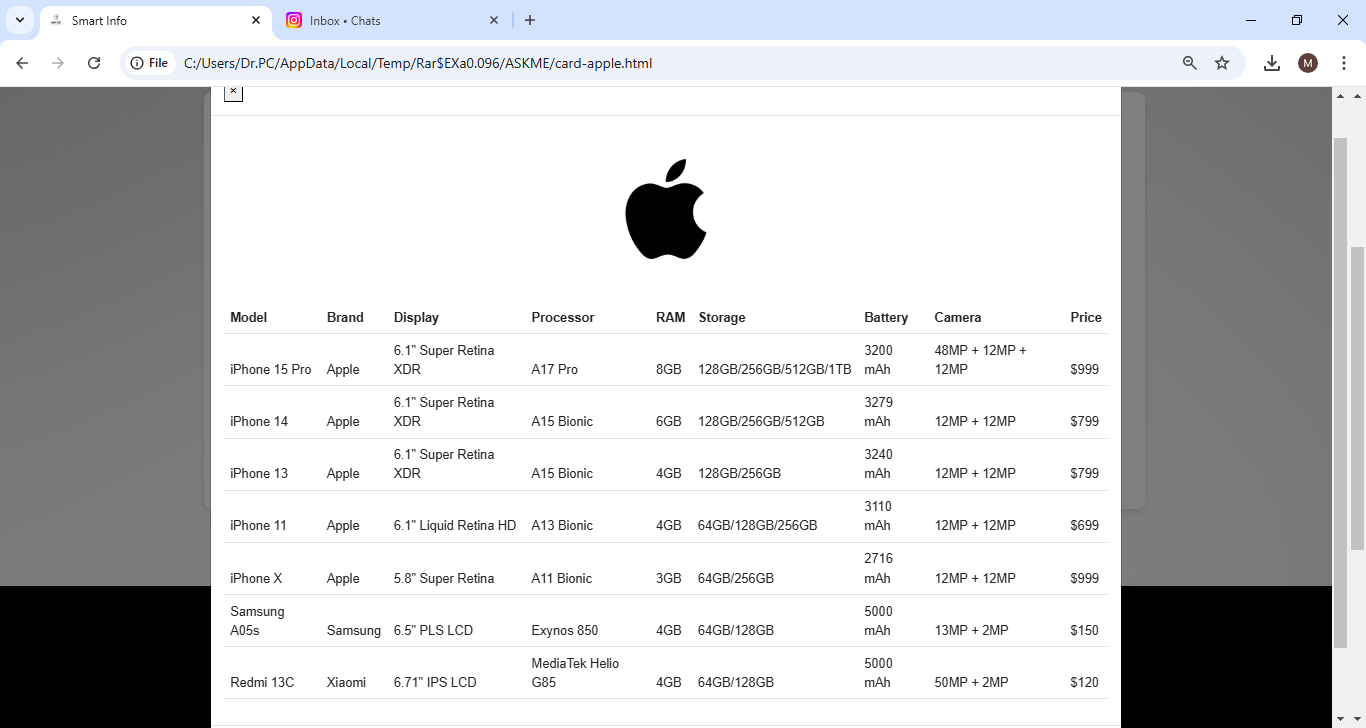 Smart Info
Inbox • Chats
File C:/Users/Dr.PC/AppData/Local/Temp/Rar$EXa0.096/ASKME/card-apple.html
M
×
Model Brand Display Processor RAM Storage Battery Camera Price
6.1" Super Retina 3200 48MP + 12MP +
iPhone 15 Pro Apple XDR A17 Pro 8GB 128GB/256GB/512GB/1TB mAh 12MP $999
6.1" Super Retina 3279
iPhone 14 Apple XDR A15 Bionic 6GB 128GB/256GB/512GB mAh 12MP + 12MP $799
6.1" Super Retina 3240
iPhone 13 Apple XDR A15 Bionic 4GB 128GB/256GB mAh 12MP + 12MP $799
3110
iPhone 11 Apple 6.1" Liquid Retina HD A13 Bionic 4GB 64GB/128GB/256GB mAh 12MP + 12MP $699
2716
iPhone X Apple 5.8" Super Retina A11 Bionic 3GB 64GB/256GB mAh 12MP + 12MP $999
Samsung 5000
A05s Samsung 6.5" PLS LCD Exynos 850 4GB 64GB/128GB mAh 13MP + 2MP $150
MediaTek Helio 5000
Redmi 13C Xiaomi 6.71" IPS LCD G85 4GB 64GB/128GB mAh 50MP + 2MP $120